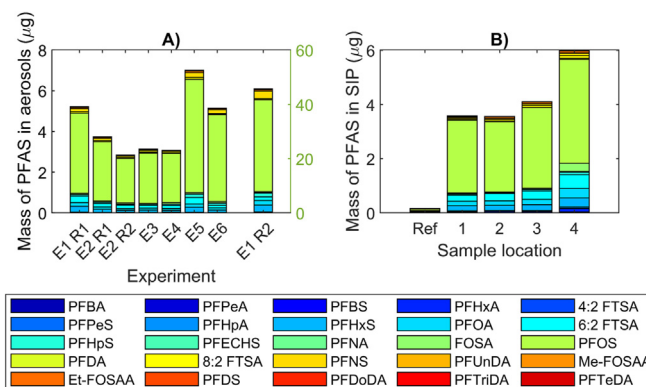 A)
Mass of PFAS in aerosols (µg)
8
6
4
2
0
60
40
20
0
E1 R1
E2 R1
E2 R2
E3
E4
E5
E6
E1 R2
Experiment
B)
Mass of PFAS in SIP (µg)
6
4
2
0
Ref 1 2 3 4
Sample location
PFBA PFPeA PFBS PFHxA 4:2 FTSA
PFPeS PFHpA PFHxS PFOA 6:2 FTSA
PFHpS PFECHS PFNA FOSA PFOS
PFDA 8:2 FTSA PFNS PFUnDA Me-FOSAA
Et-FOSAA PFDS PFDoDA PFTriDA PFTeDA